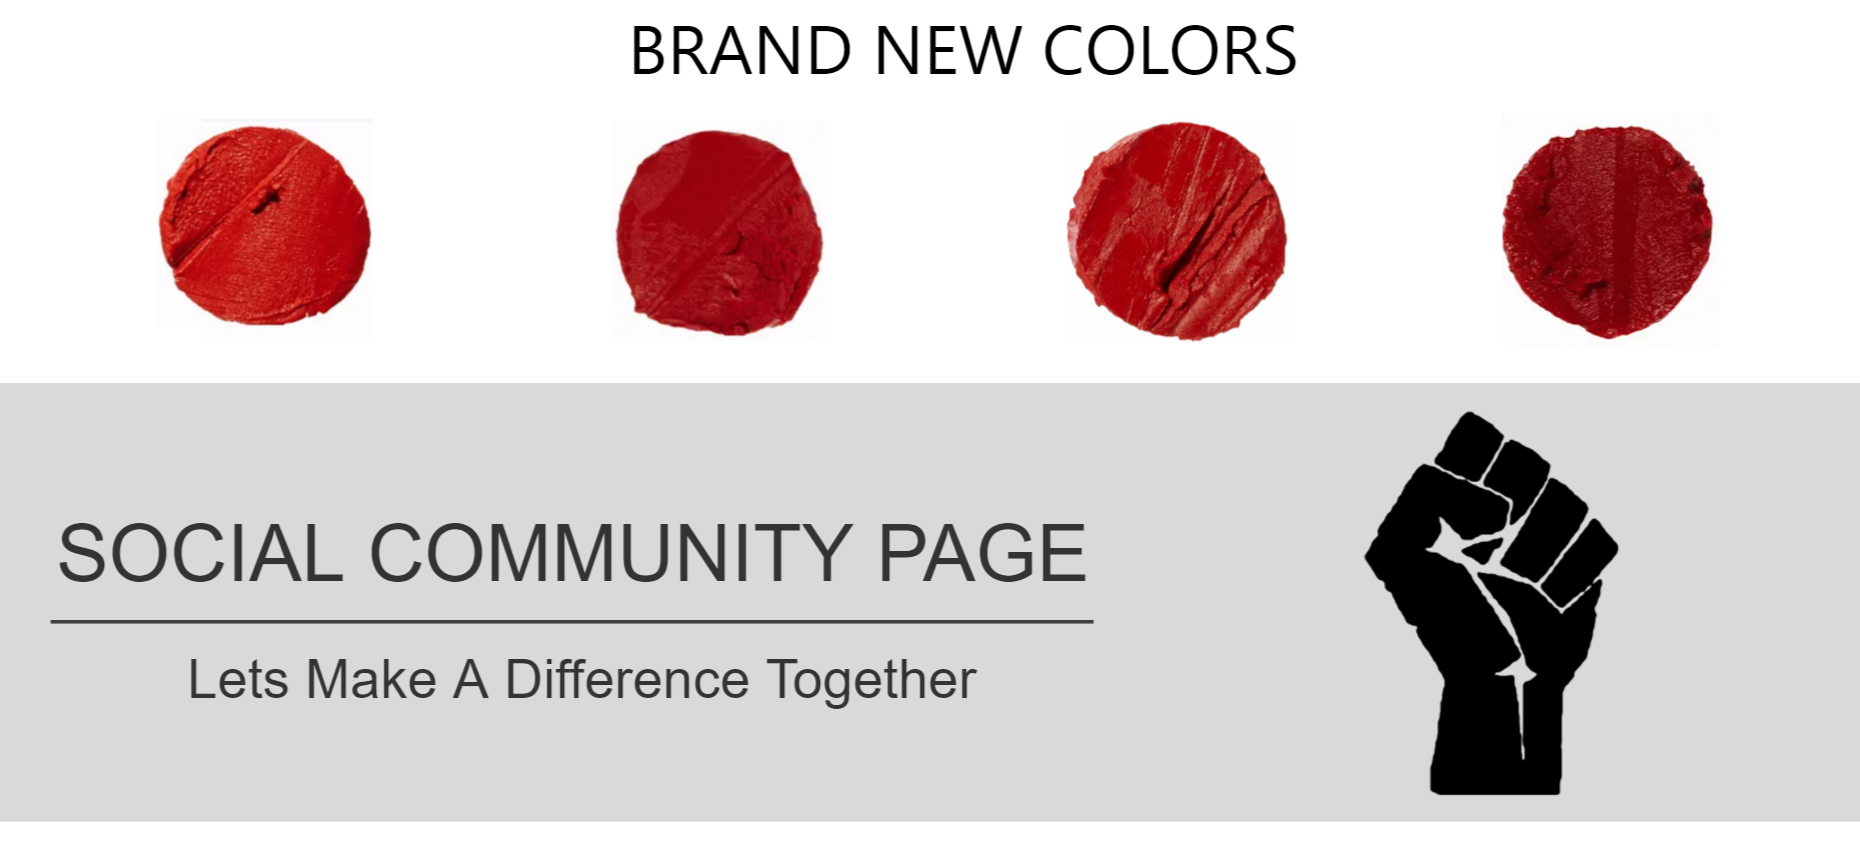 BRAND NEW COLORS
SOCIAL COMMUNITY PAGE
Lets Make A Difference Together